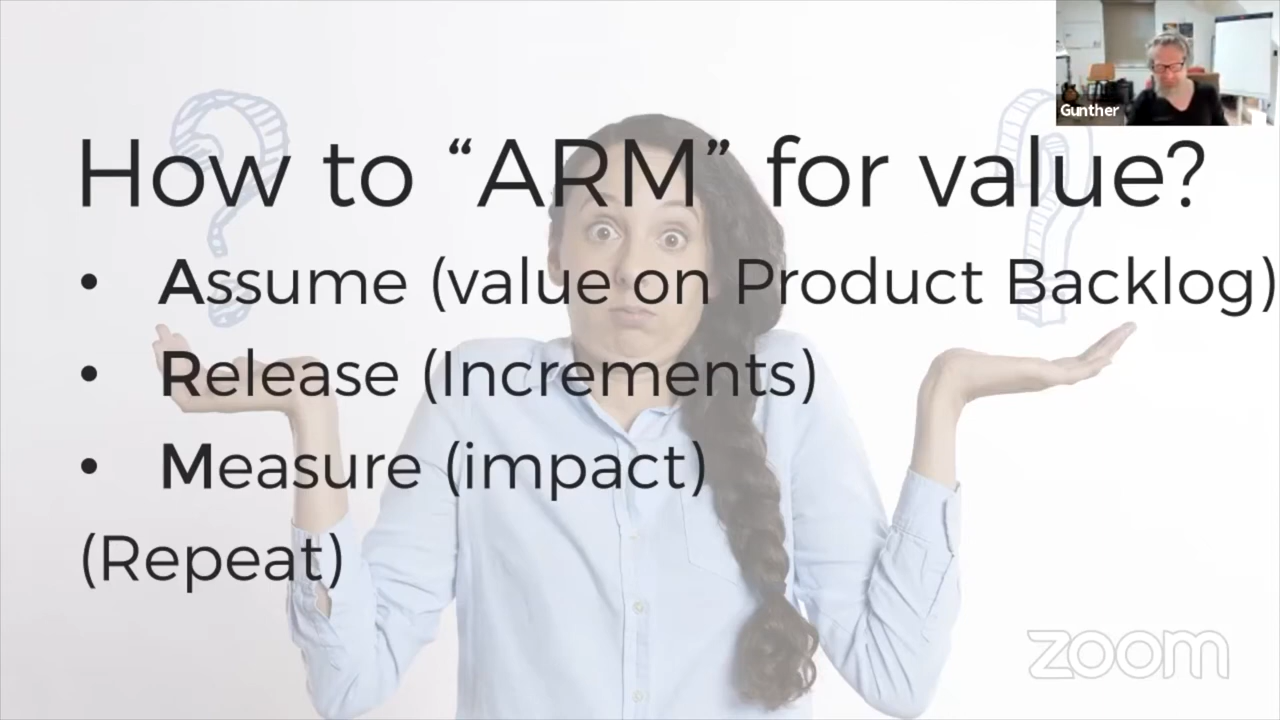 Gunther
How to “ARM” for value?
• Assume (value on Product Backlog)
• Release (Increments)
• Measure (impact)
(Repeat)
zoom